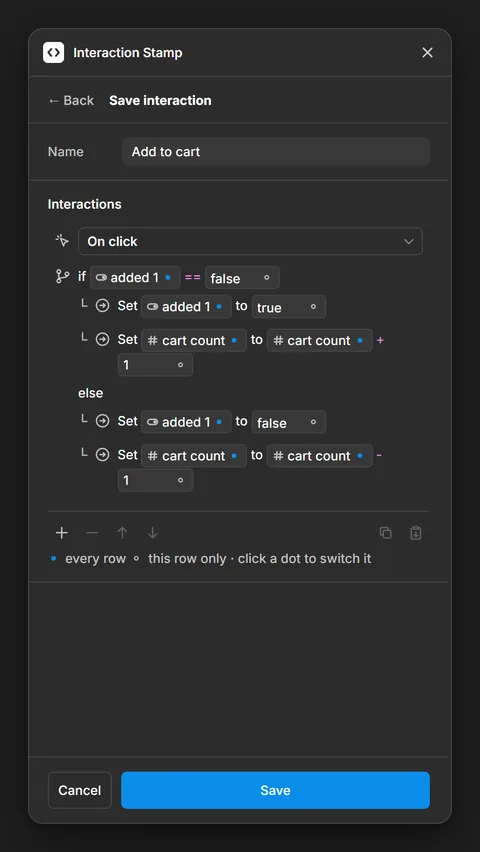 Interaction Stamp
← Back Save interaction
Name Add to cart
Interactions
On click
if added 1 == false
Set added 1 to true
Set # cart count to # cart count +
1
else
Set added 1 to false
Set # cart count to # cart count -
1
every row this row only · click a dot to switch it
Cancel Save